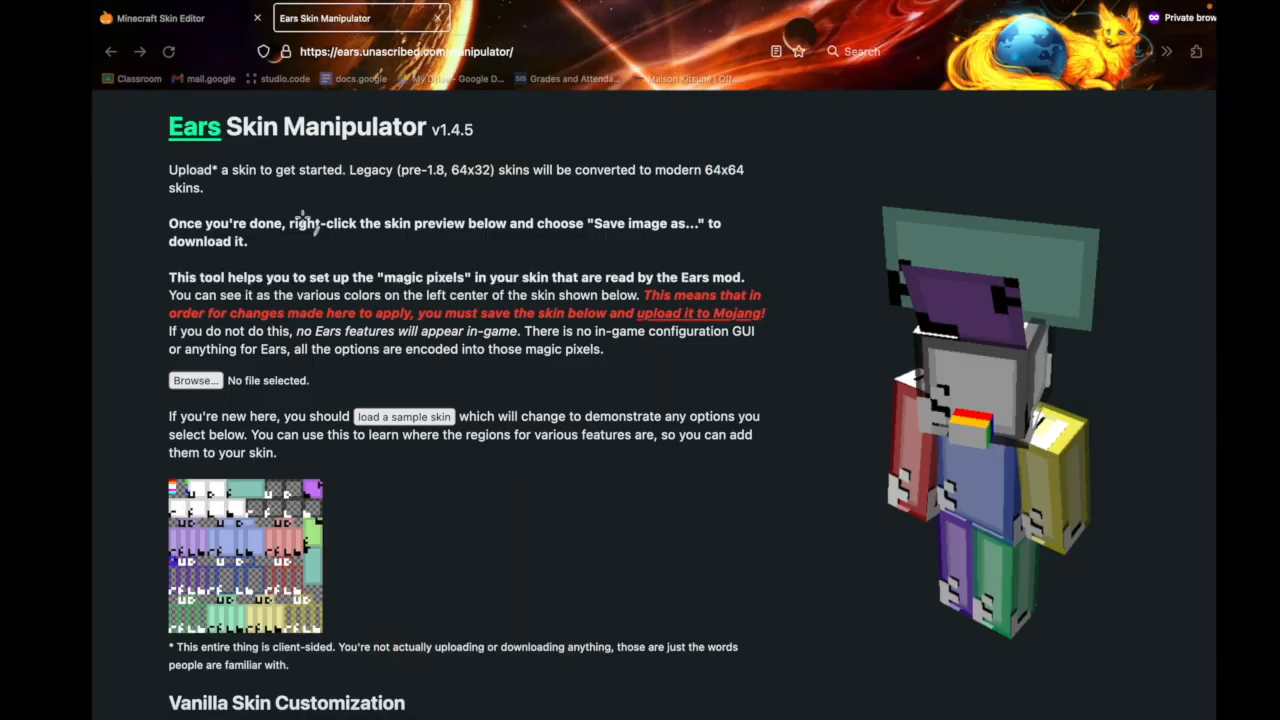 Minecraft Skin Editor
Ears Skin Manipulator
Private brow
https://ears.unascribed.com/manipulator/
Search
Classroom
mail.google
studio.code
docs.google
My Drive - Google D...
SIS Grades and Attenda...
Maison Kitsune | Off...
Ears Skin Manipulator v1.4.5
Upload* a skin to get started. Legacy (pre-1.8, 64x32) skins will be converted to modern 64x64
skins.
Once you're done, right-click the skin preview below and choose "Save image as..." to
download it.
This tool helps you to set up the "magic pixels" in your skin that are read by the Ears mod.
You can see it as the various colors on the left center of the skin shown below. This means that in
order for changes made here to apply, you must save the skin below and upload it to Mojang!
If you do not do this, no Ears features will appear in-game. There is no in-game configuration GUI
or anything for Ears, all the options are encoded into those magic pixels.
Browse... No file selected.
If you're new here, you should load a sample skin which will change to demonstrate any options you
select below. You can use this to learn where the regions for various features are, so you can add
them to your skin.
* This entire thing is client-sided. You're not actually uploading or downloading anything, those are just the words
people are familiar with.
Vanilla Skin Customization